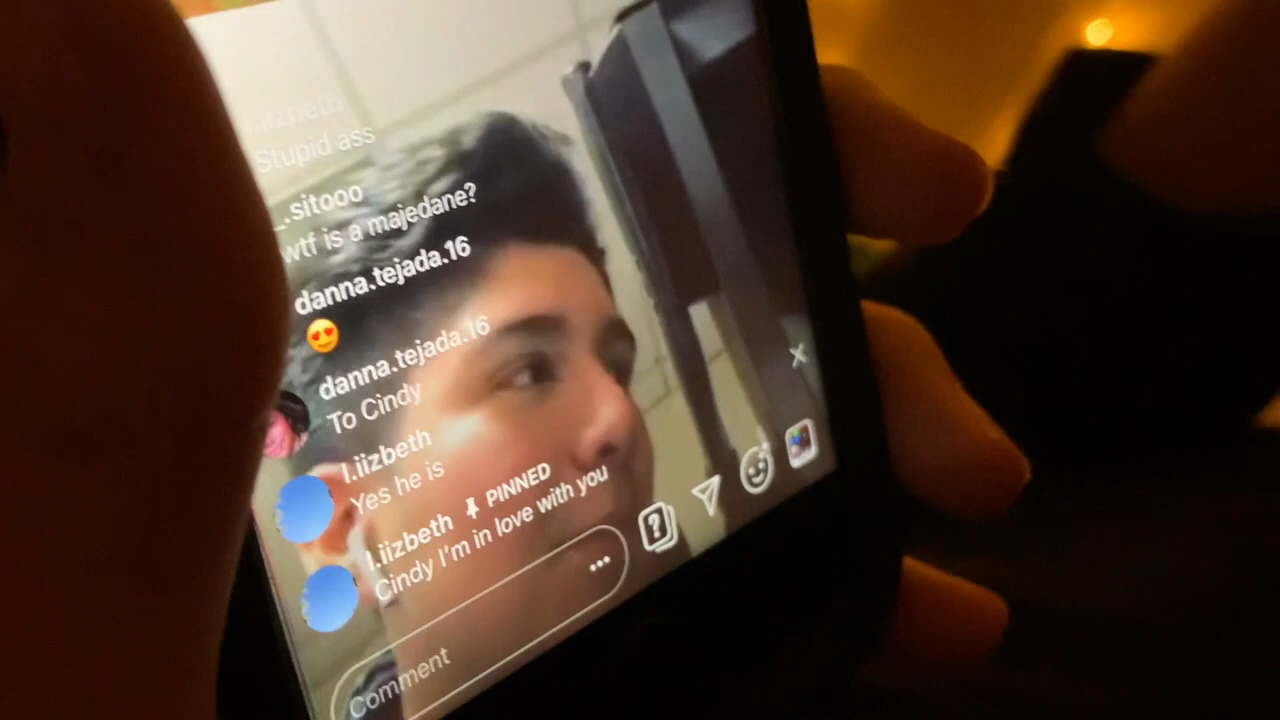 l.iizbeth
Stupid ass
_.sitooo
wtf is a majedane?
danna.tejada.16
😍
danna.tejada.16
To Cindy
l.iizbeth
Yes he is
l.iizbeth PINNED
Cindy I'm in love with you
Comment